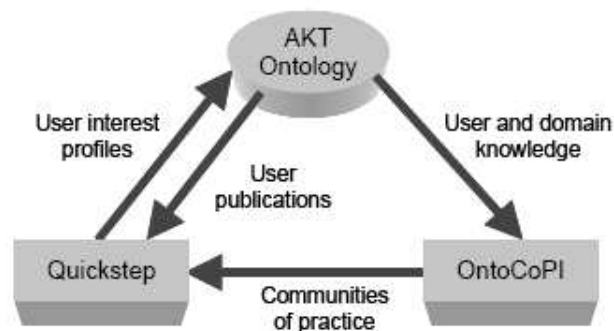 AKT
Ontology
User interest
profiles
User and domain
knowledge
User
publications
Quickstep
OntoCoPI
Communities
of practice